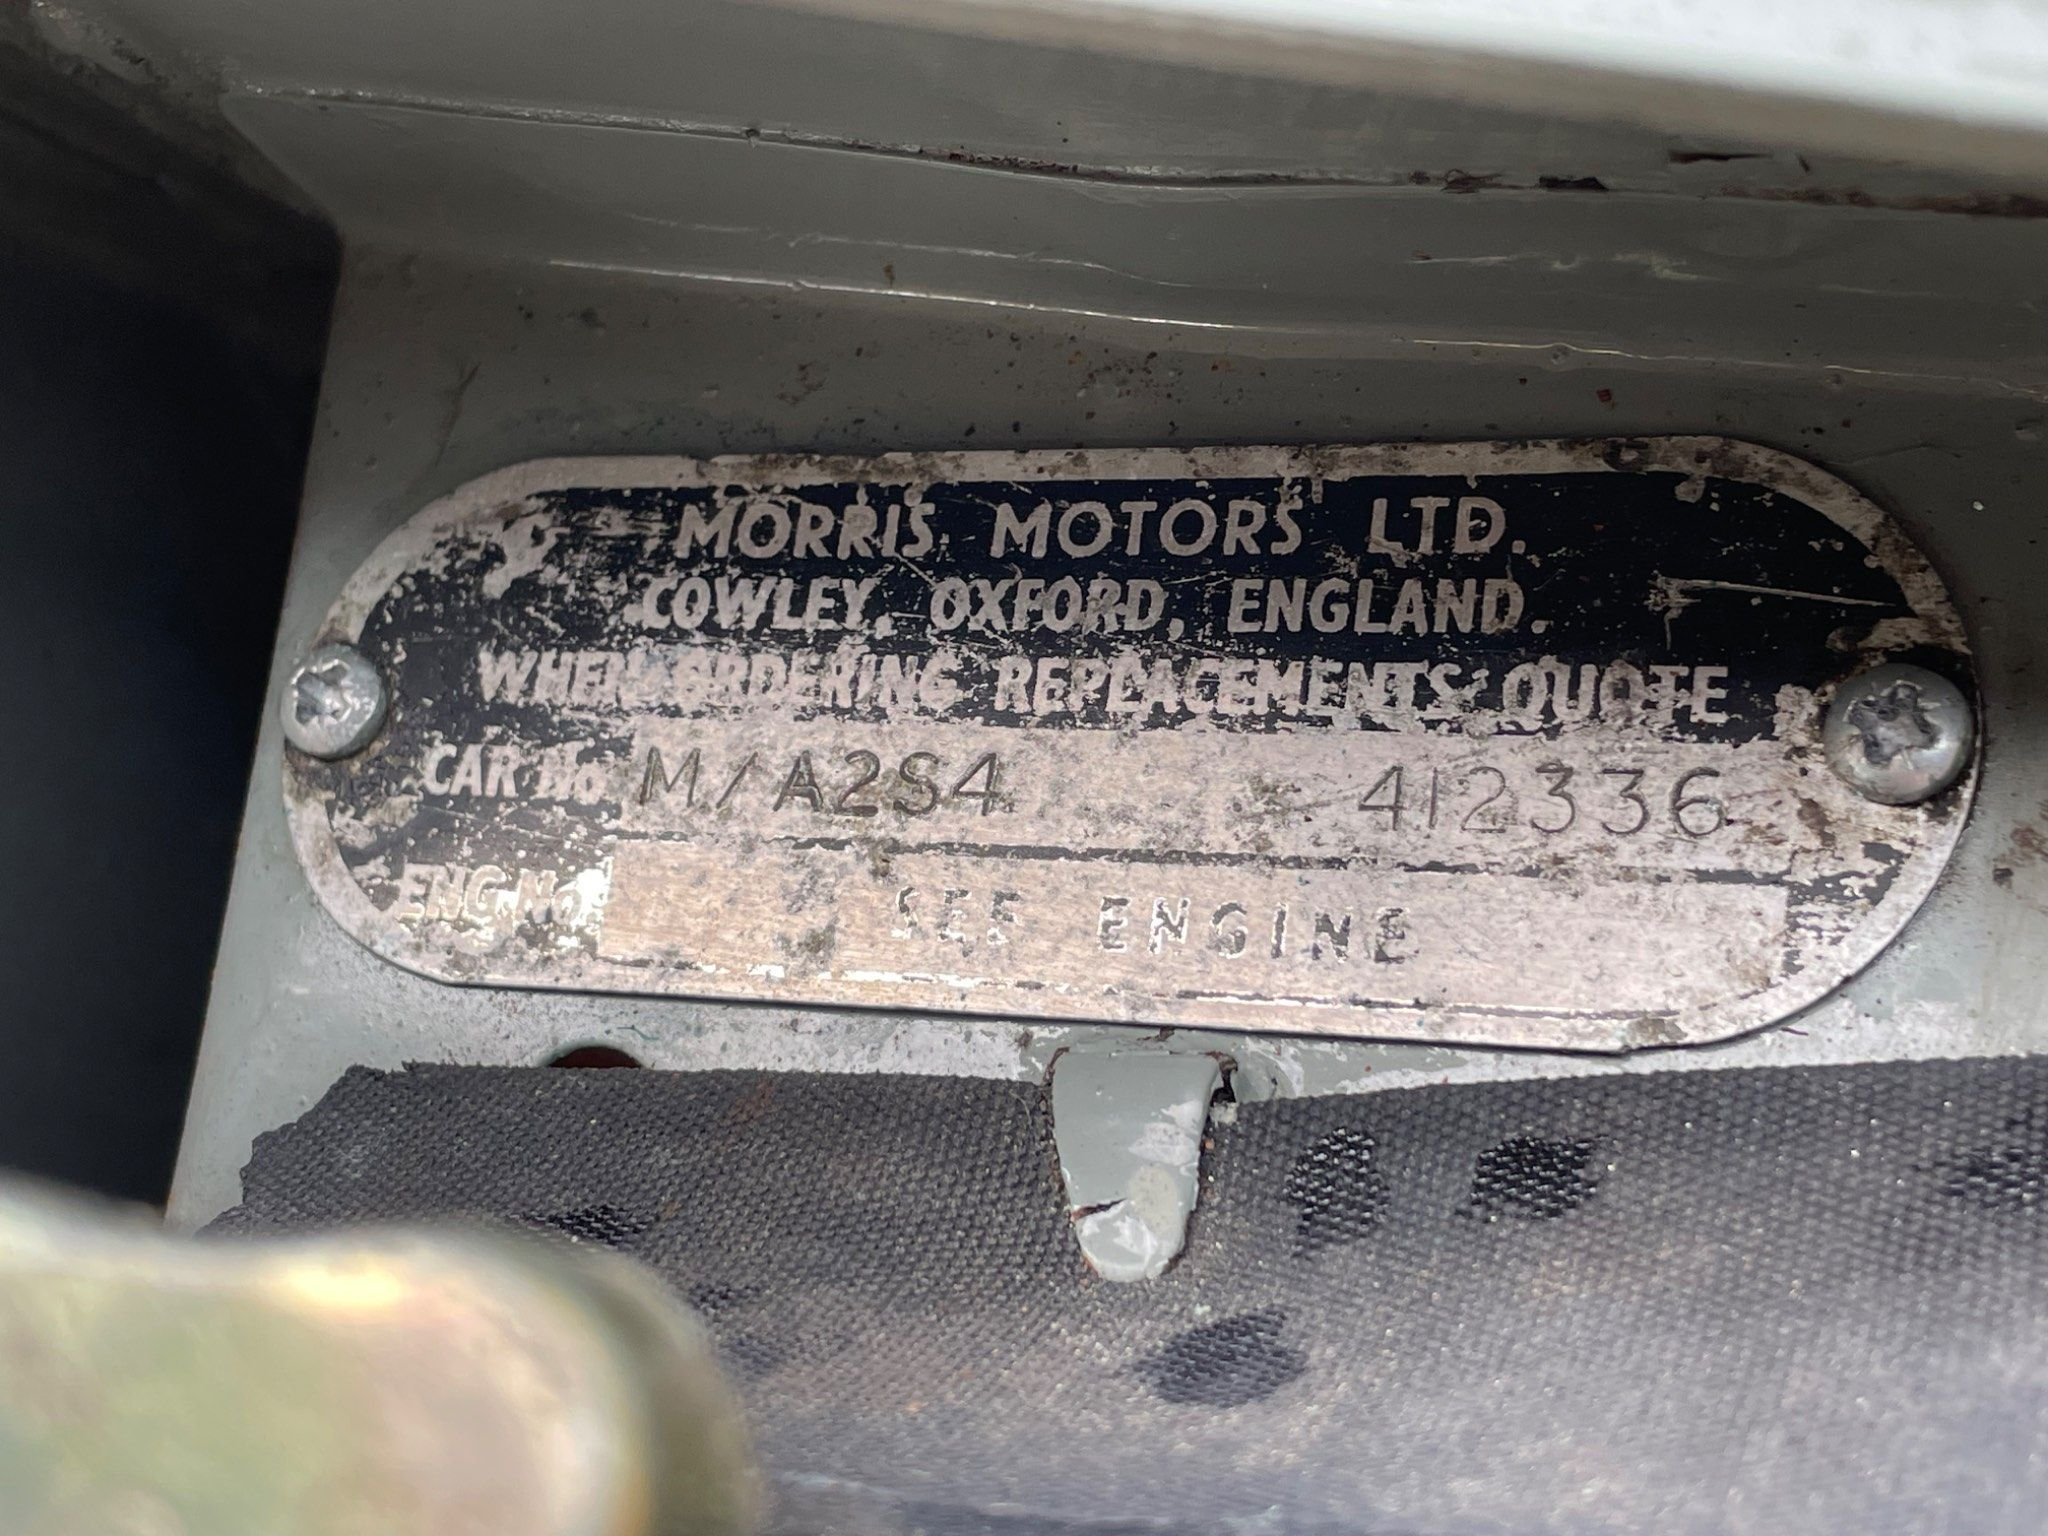 MORRIS MOTORS LTD.
COWLEY, OXFORD, ENGLAND.
WHEN ORDERING REPLACEMENTS QUOTE
CAR No. M/A2S4 412336
ENG.No. SEE ENGINE